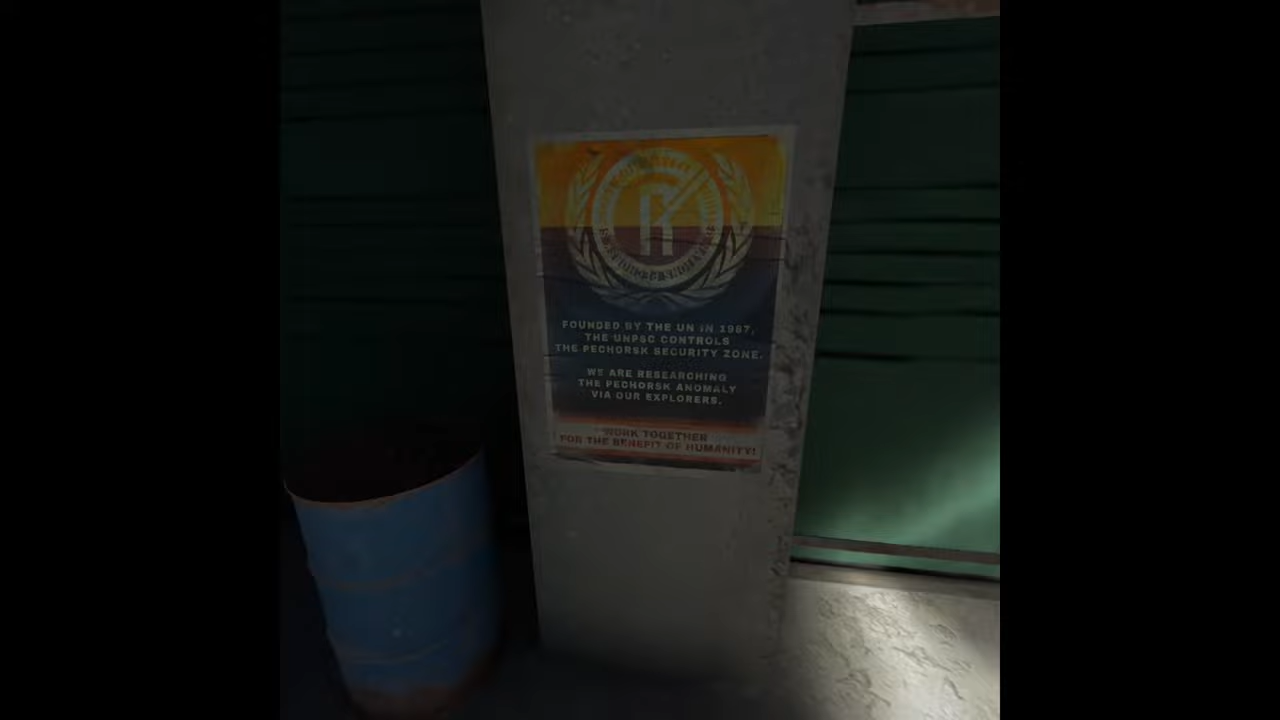 FOUNDED BY THE UN IN 1987,
THE UNPSC CONTROLS
THE PECHORSK SECURITY ZONE.
WE ARE RESEARCHING
THE PECHORSK ANOMALY
VIA OUR EXPLORERS.
WORK TOGETHER
FOR THE BENEFIT OF HUMANITY!